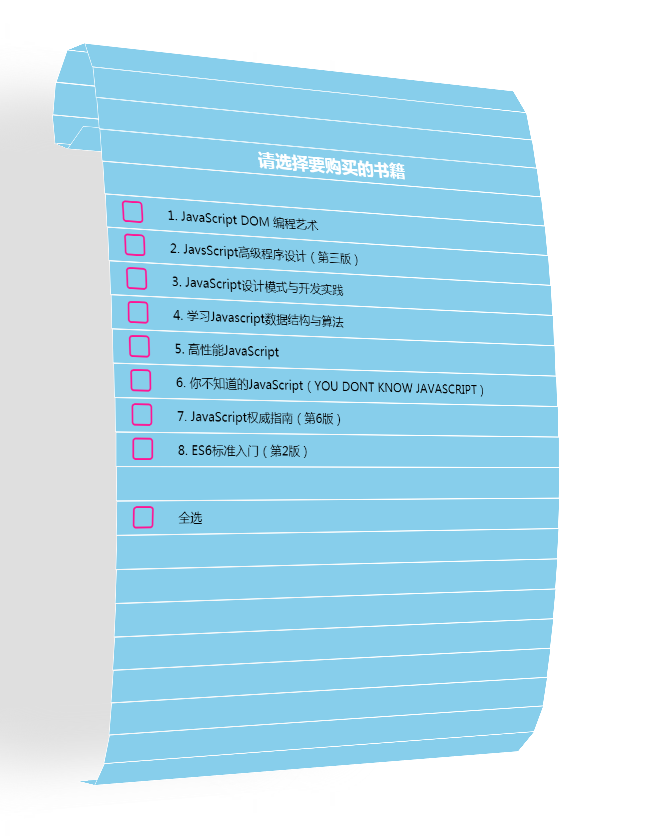 请选择要购买的书籍
1. JavaScript DOM 编程艺术
2. JavsScript高级程序设计（第三版）
3. JavaScript设计模式与开发实践
4. 学习Javascript数据结构与算法
5. 高性能JavaScript
6. 你不知道的JavaScript（YOU DONT KNOW JAVASCRIPT）
7. JavaScript权威指南（第6版）
8. ES6标准入门（第2版）
全选